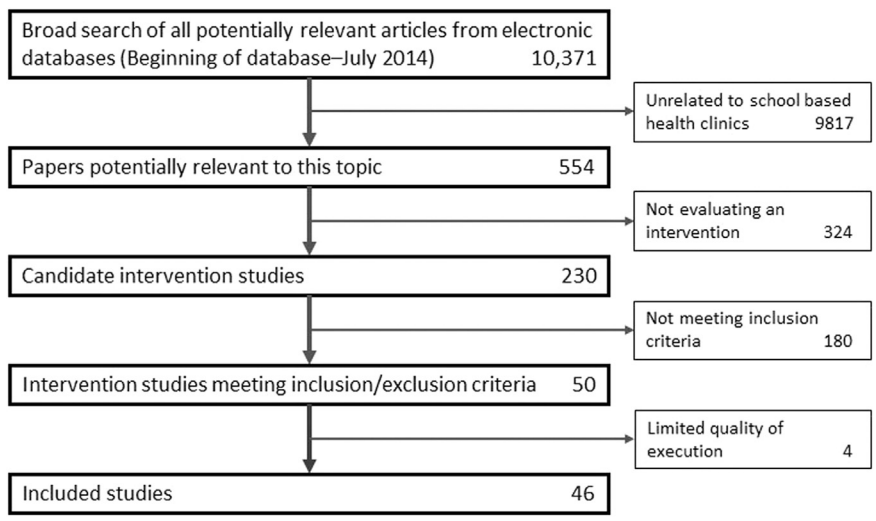 Broad search of all potentially relevant articles from electronic
databases (Beginning of database–July 2014) 10,371
Unrelated to school based
health clinics 9817
Papers potentially relevant to this topic 554
Not evaluating an
intervention 324
Candidate intervention studies 230
Not meeting inclusion
criteria 180
Intervention studies meeting inclusion/exclusion criteria 50
Limited quality of
execution 4
Included studies 46